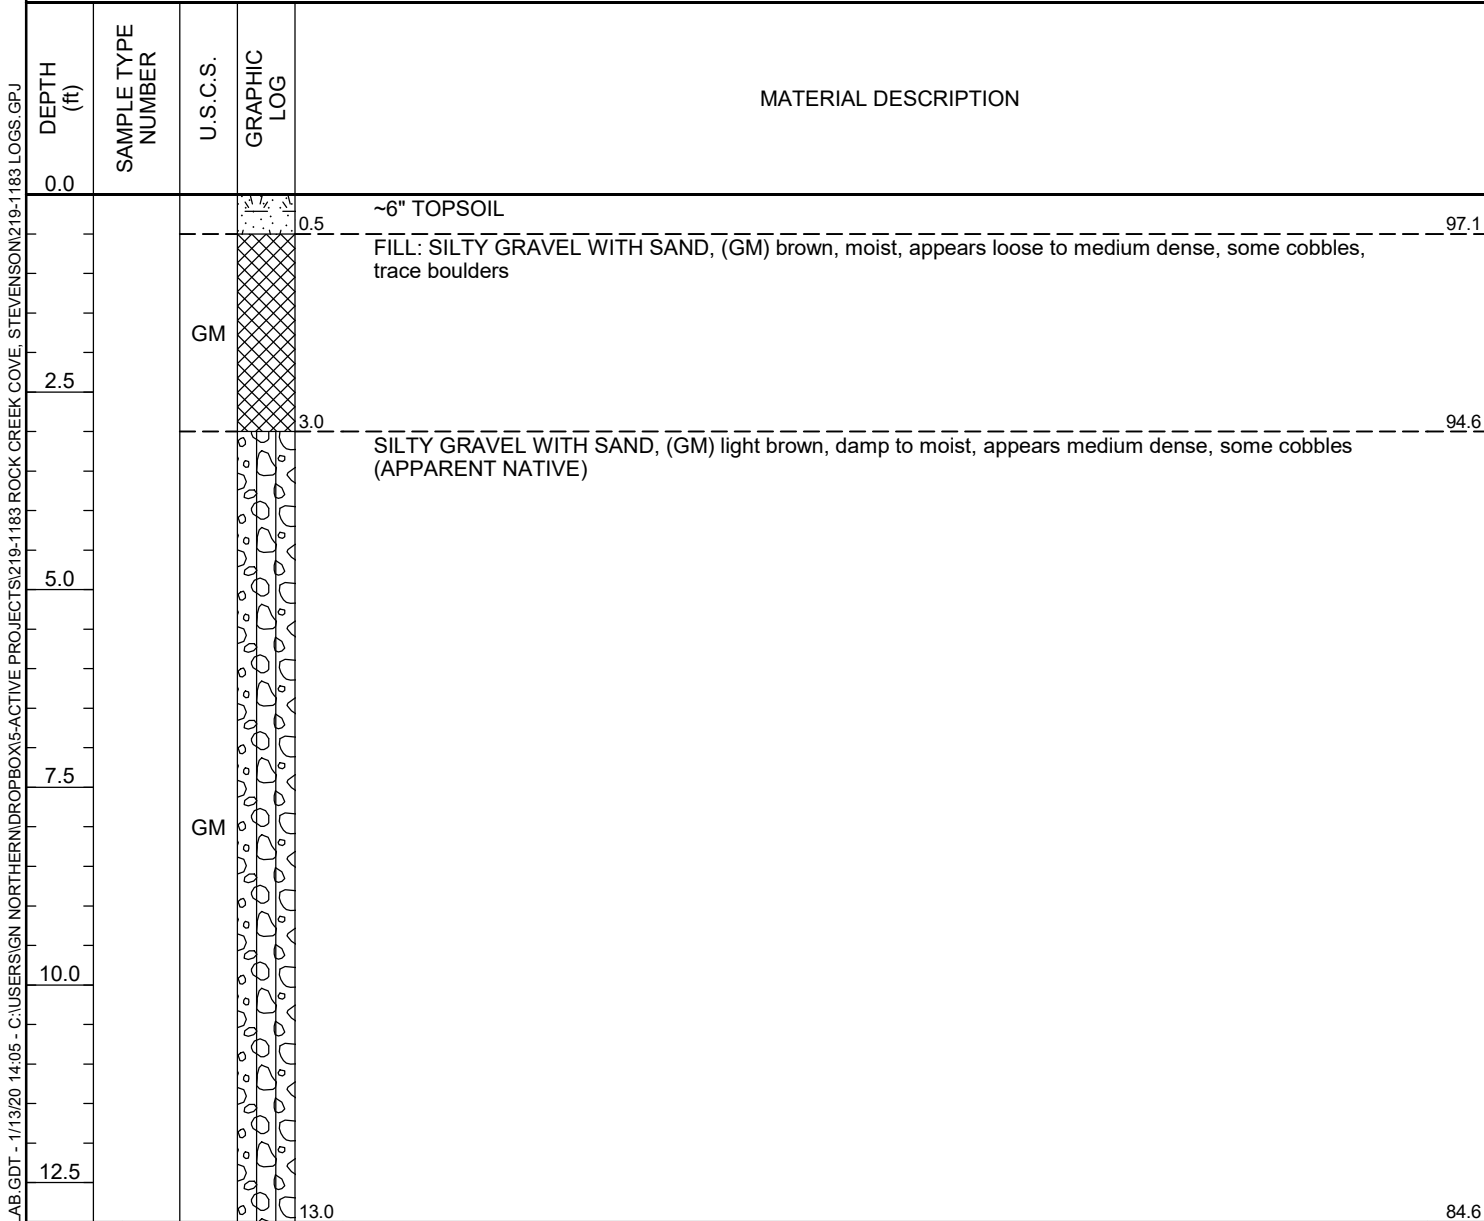 DEPTH
(ft)
SAMPLE TYPE
NUMBER
U.S.C.S.
GRAPHIC
LOG
MATERIAL DESCRIPTION
0.0
~6" TOPSOIL
0.5
97.1
FILL: SILTY GRAVEL WITH SAND, (GM) brown, moist, appears loose to medium dense, some cobbles,
trace boulders
GM
2.5
3.0
94.6
SILTY GRAVEL WITH SAND, (GM) light brown, damp to moist, appears medium dense, some cobbles
(APPARENT NATIVE)
5.0
7.5
GM
10.0
12.5
13.0
84.6
AB.GDT - 1/13/20 14:05 - C:\USERS\GN NORTHERN\DROPBOX\5-ACTIVE PROJECTS\219-1183 ROCK CREEK COVE, STEVENSON\219-1183 LOGS.GPJ